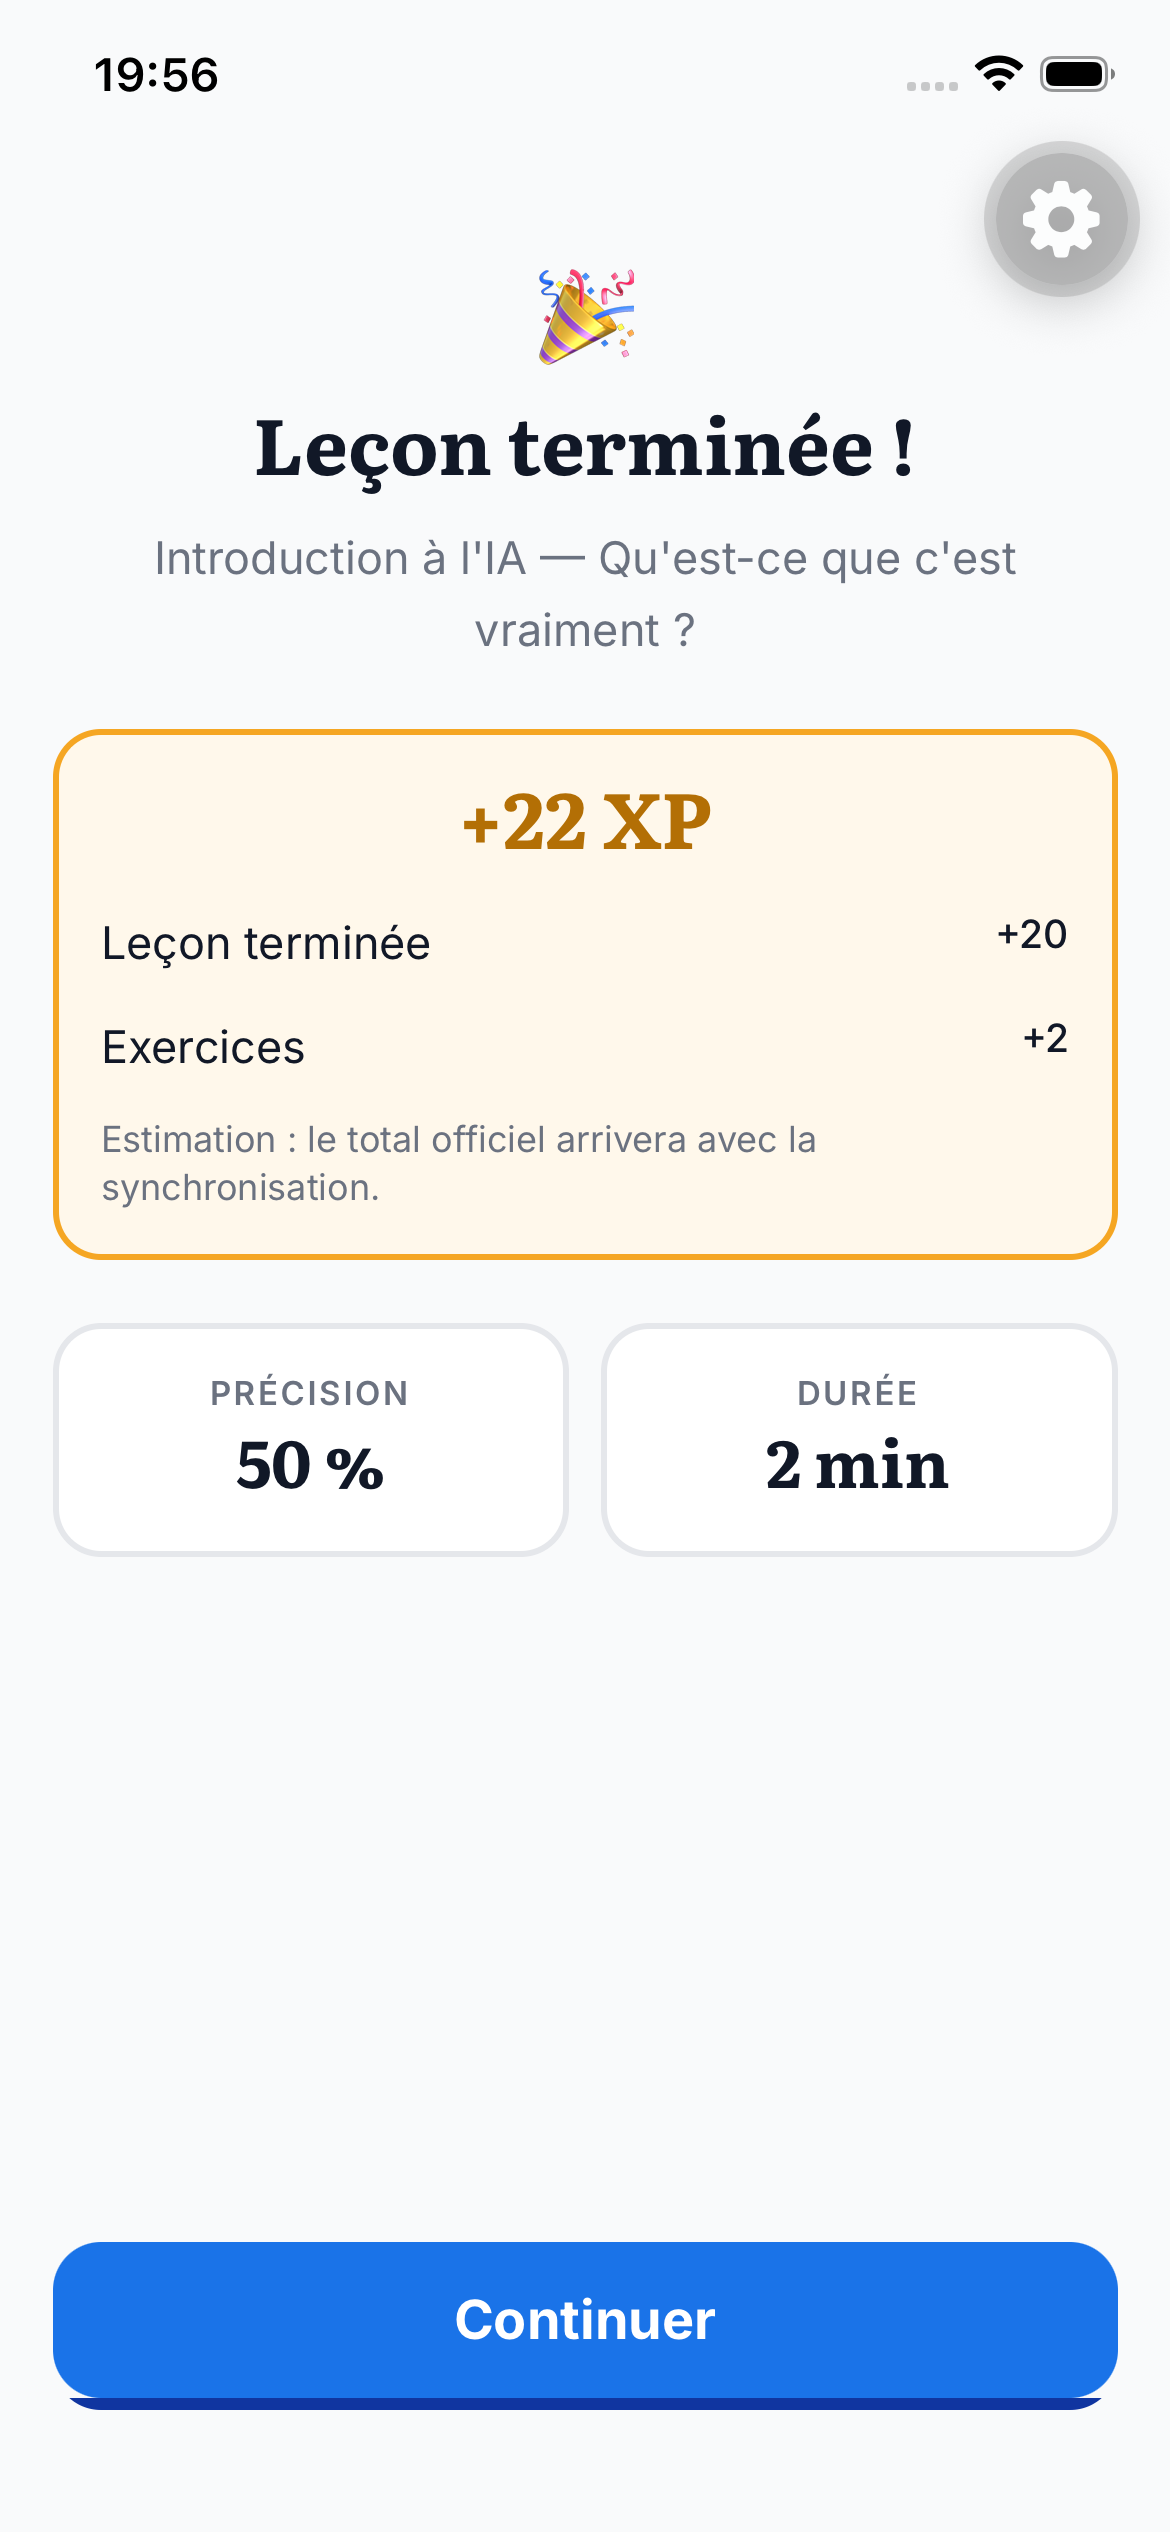 19:56
Leçon terminée !
Introduction à l'IA — Qu'est-ce que c'est
vraiment ?
+22 XP
Leçon terminée +20
Exercices +2
Estimation : le total officiel arrivera avec la
synchronisation.
PRÉCISION
50 %
DURÉE
2 min
Continuer